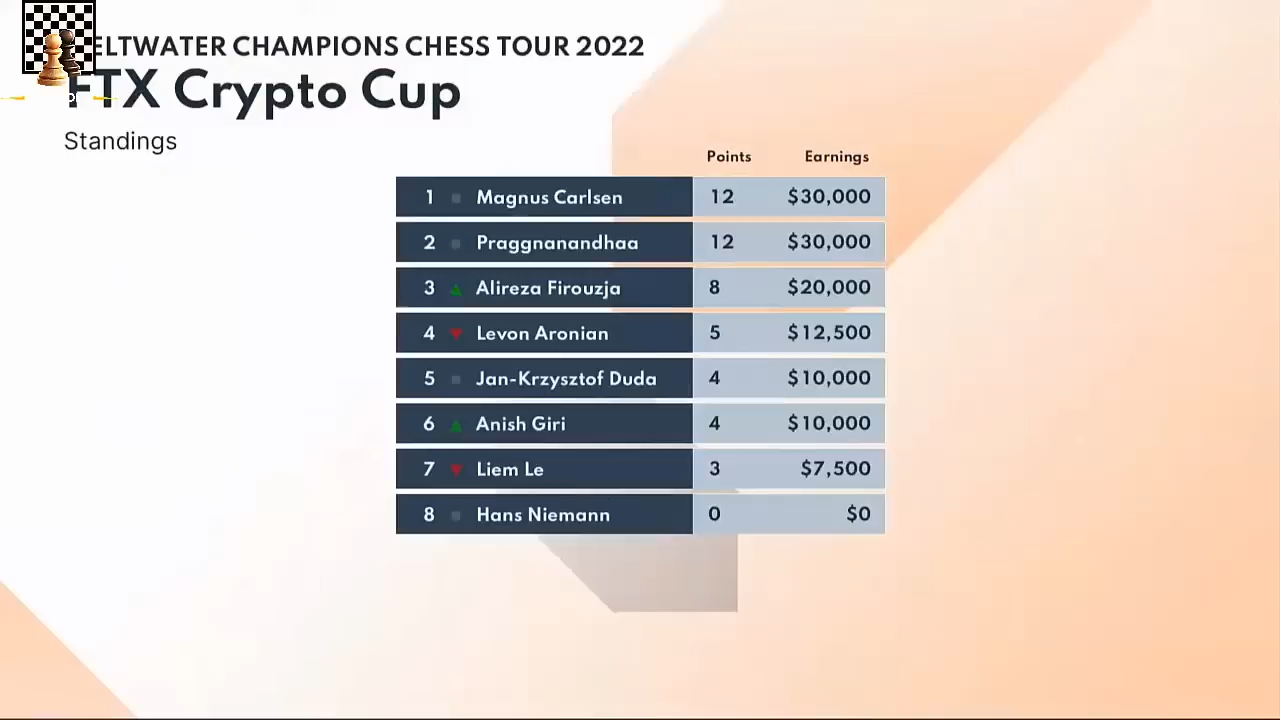 ELTWATER CHAMPIONS CHESS TOUR 2022
FTX Crypto Cup
Standings
Points Earnings
1 Magnus Carlsen 12 $30,000
2 Praggnanandhaa 12 $30,000
3 Alireza Firouzja 8 $20,000
4 Levon Aronian 5 $12,500
5 Jan-Krzysztof Duda 4 $10,000
6 Anish Giri 4 $10,000
7 Liem Le 3 $7,500
8 Hans Niemann 0 $0